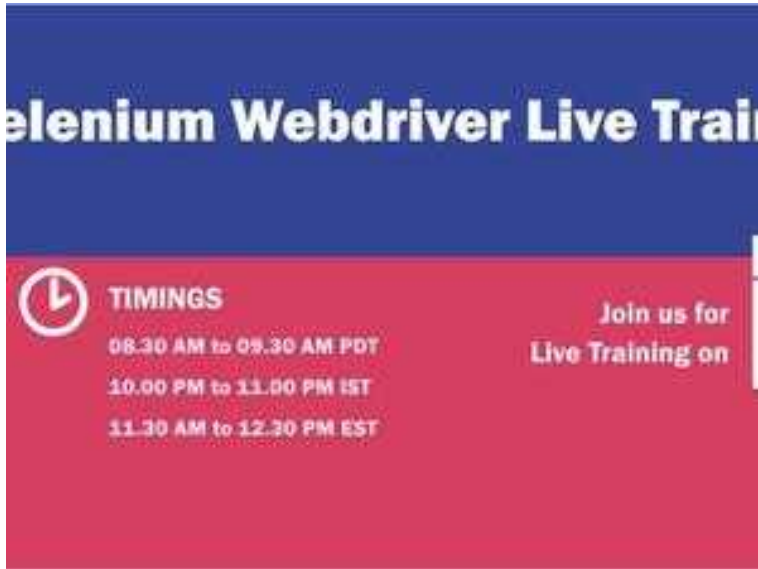 elenium Webdriver Live Trai
TIMINGS
08.30 AM to 09.30 AM PDT
10.00 PM to 11.00 PM IST
11.30 AM to 12.30 PM EST
Join us for
Live Training on